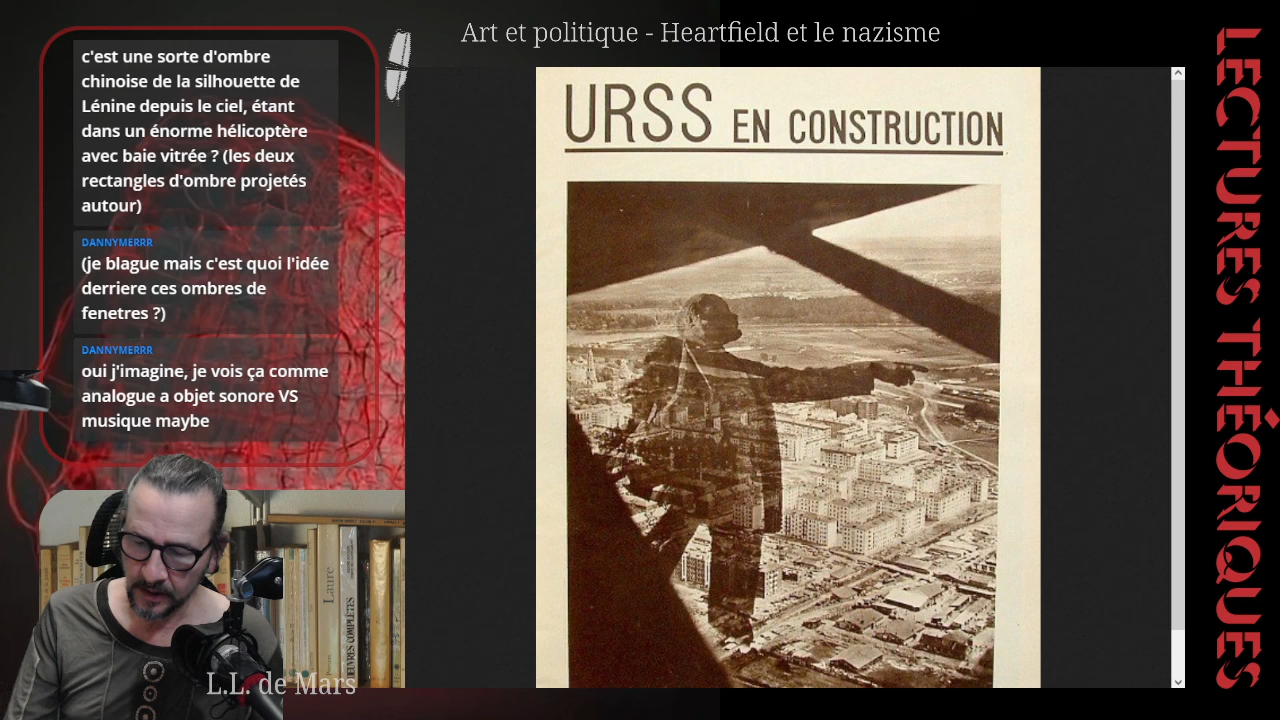 Art et politique - Heartfield et le nazisme
c'est une sorte d'ombre
chinoise de la silhouette de
Lénine depuis le ciel, étant
dans un énorme hélicoptère
avec baie vitrée ? (les deux
rectangles d'ombre projetés
autour)
DANNYMERRR
(je blague mais c'est quoi l'idée
derriere ces ombres de
fenetres ?)
DANNYMERRR
oui j'imagine, je vois ça comme
analogue a objet sonore VS
musique maybe
URSS EN CONSTRUCTION
Laure
L.L. de Mars
LECTURES THÉORIQUES